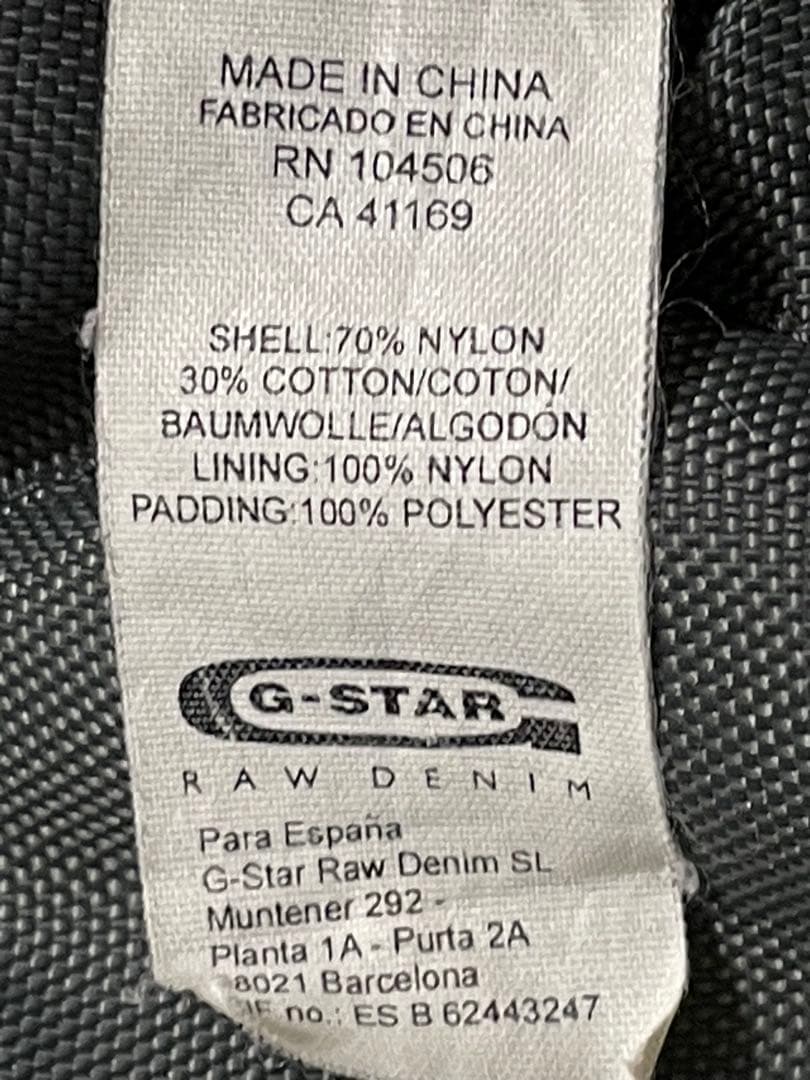 MADE IN CHINA
FABRICADO EN CHINA
RN 104506
CA 41169
SHELL:70% NYLON
30% COTTON/COTON/
BAUMWOLLE/ALGODÓN
LINING:100% NYLON
PADDING:100% POLYESTER
G-STAR
RAW DENIM
Para España
G-Star Raw Denim SL
Muntener 292 -
Planta 1A - Purta 2A
8021 Barcelona
no.: ES B 62443247